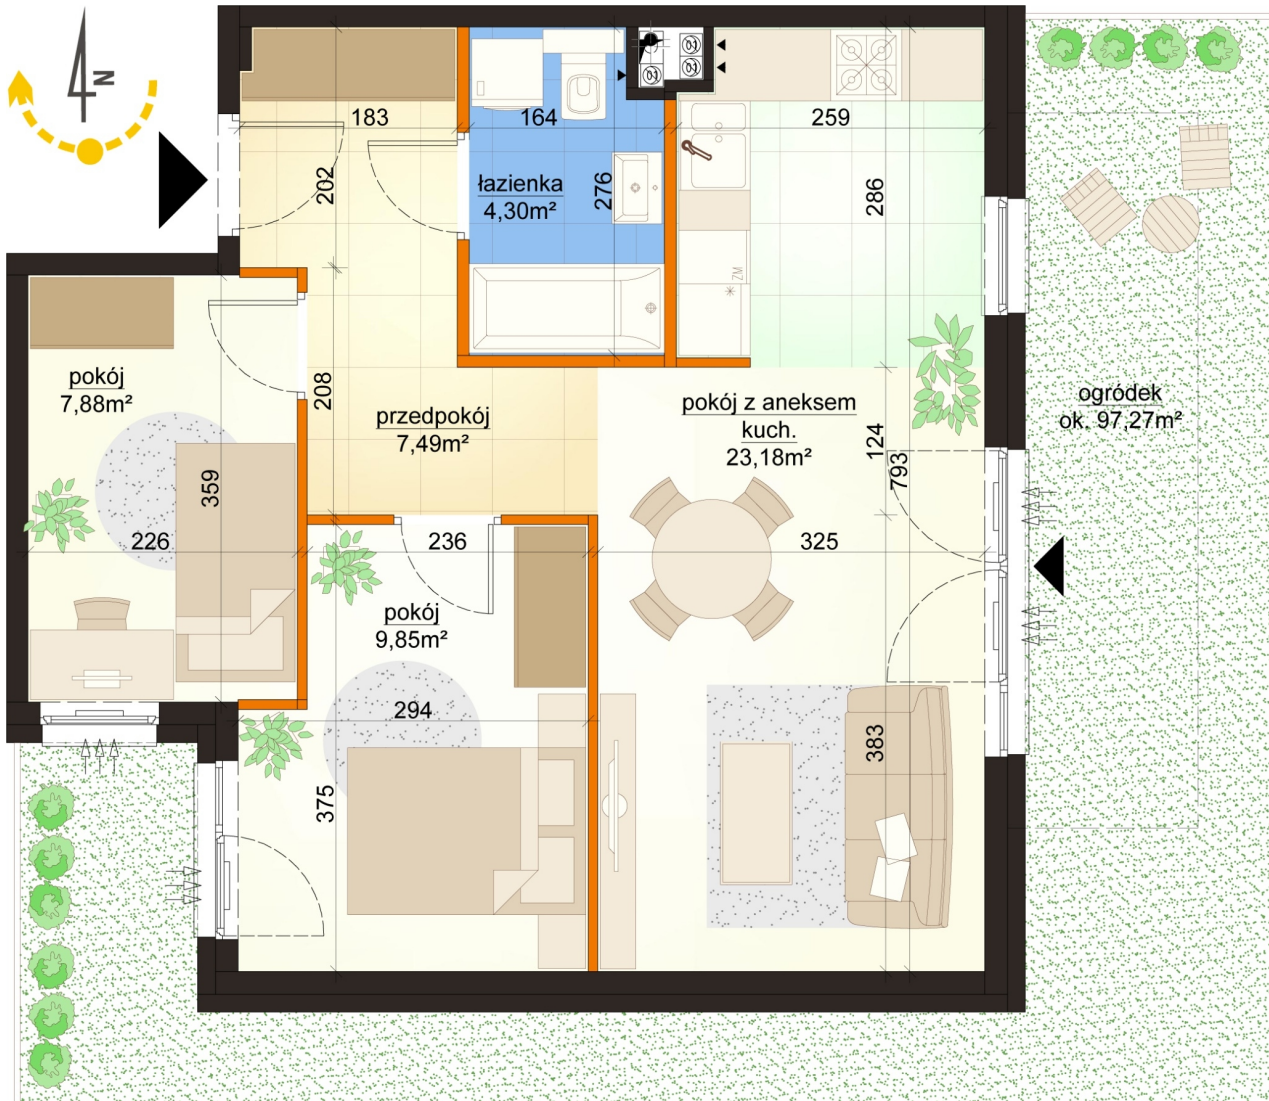 N
183
164
259
202
łazienka
4,30m²
276
286
ZM
pokój
7,88m²
208
przedpokój
7,49m²
pokój z aneksem
kuch.
23,18m²
124
793
ogródek
ok. 97,27m²
359
226
236
325
pokój
9,85m²
294
375
383